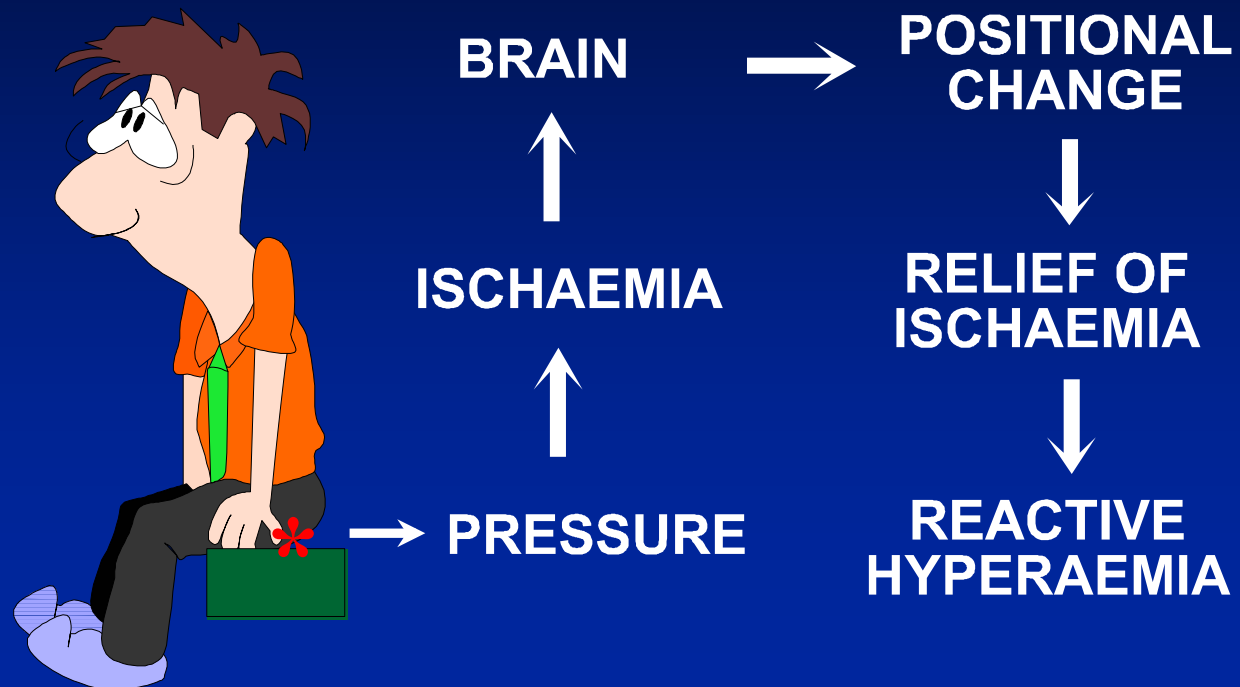 PRESSURE
ISCHAEMIA
BRAIN
POSITIONAL
CHANGE
RELIEF OF
ISCHAEMIA
REACTIVE
HYPERAEMIA